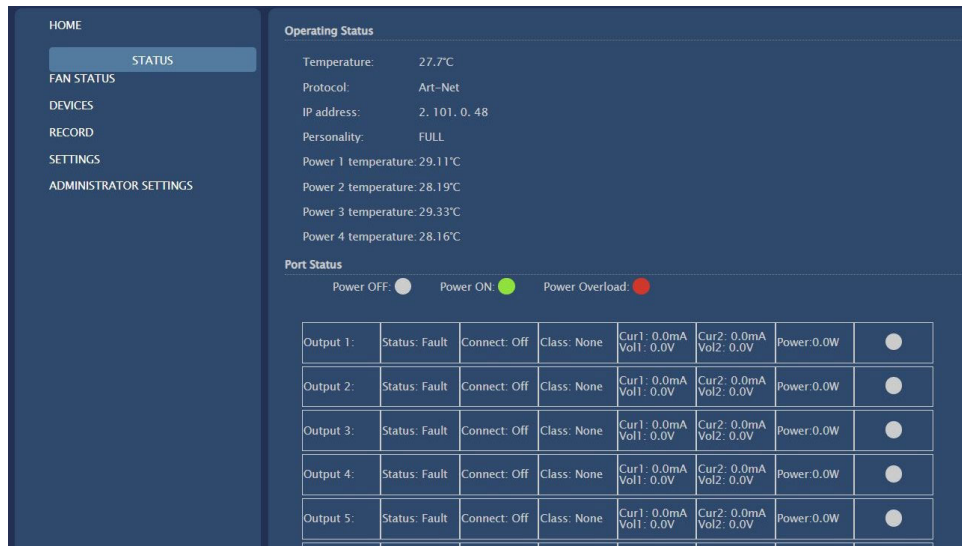 HOME
STATUS
FAN STATUS
DEVICES
RECORD
SETTINGS
ADMINISTRATOR SETTINGS
Operating Status
Temperature: 27.7℃
Protocol: Art-Net
IP address: 2. 101. 0. 48
Personality: FULL
Power 1 temperature: 29.11℃
Power 2 temperature: 28.19℃
Power 3 temperature: 29.33℃
Power 4 temperature: 28.16℃
Port Status
Power OFF: Power ON: Power Overload:
Output 1: Status: Fault Connect: Off Class: None Cur1: 0.0mA Vol1: 0.0V Cur2: 0.0mA Vol2: 0.0V Power:0.0W
Output 2: Status: Fault Connect: Off Class: None Cur1: 0.0mA Vol1: 0.0V Cur2: 0.0mA Vol2: 0.0V Power:0.0W
Output 3: Status: Fault Connect: Off Class: None Cur1: 0.0mA Vol1: 0.0V Cur2: 0.0mA Vol2: 0.0V Power:0.0W
Output 4: Status: Fault Connect: Off Class: None Cur1: 0.0mA Vol1: 0.0V Cur2: 0.0mA Vol2: 0.0V Power:0.0W
Output 5: Status: Fault Connect: Off Class: None Cur1: 0.0mA Vol1: 0.0V Cur2: 0.0mA Vol2: 0.0V Power:0.0W